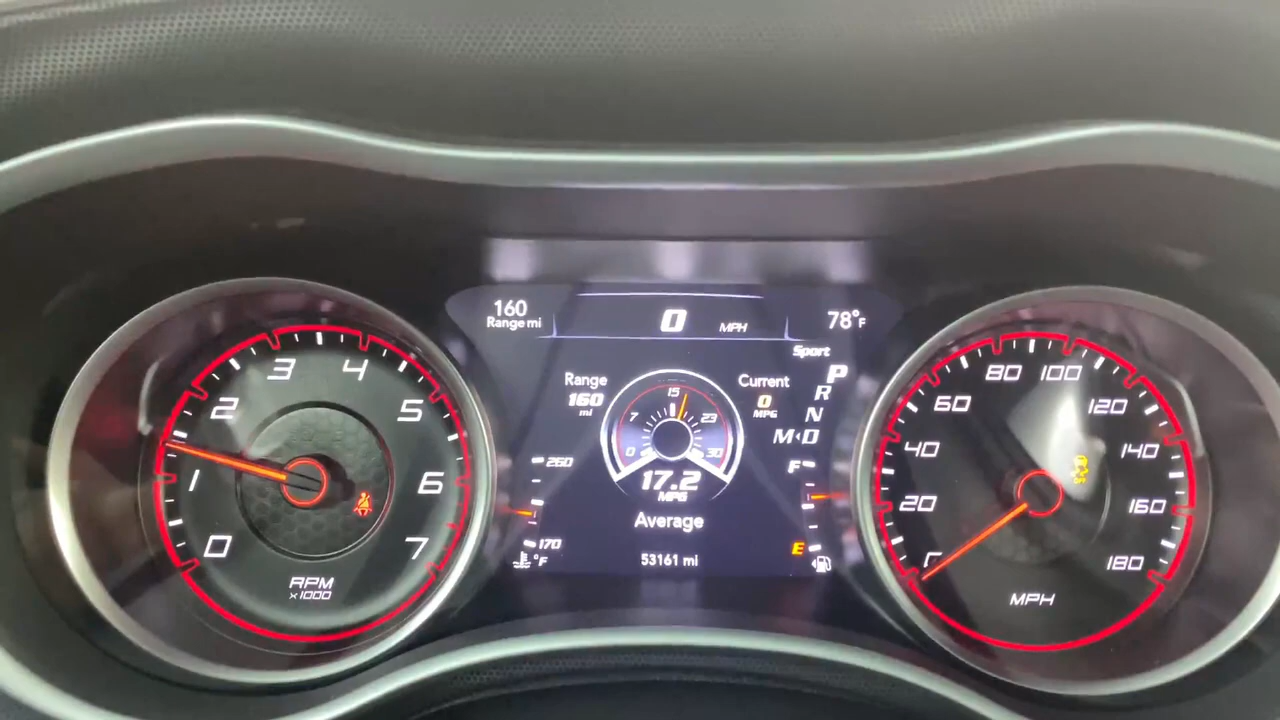 160
Range mi
0 MPH
78°F
Sport
P
R
N
M‹D
Range
160
mi
Current
0
MPG
0 7 15 23 30
17.2
MPG
Average
53161 mi
260
170
°F
F
E
0 1 2 3 4 5 6 7
RPM
x1000
20 40 60 80 100 120 140 160 180
MPH
OFF